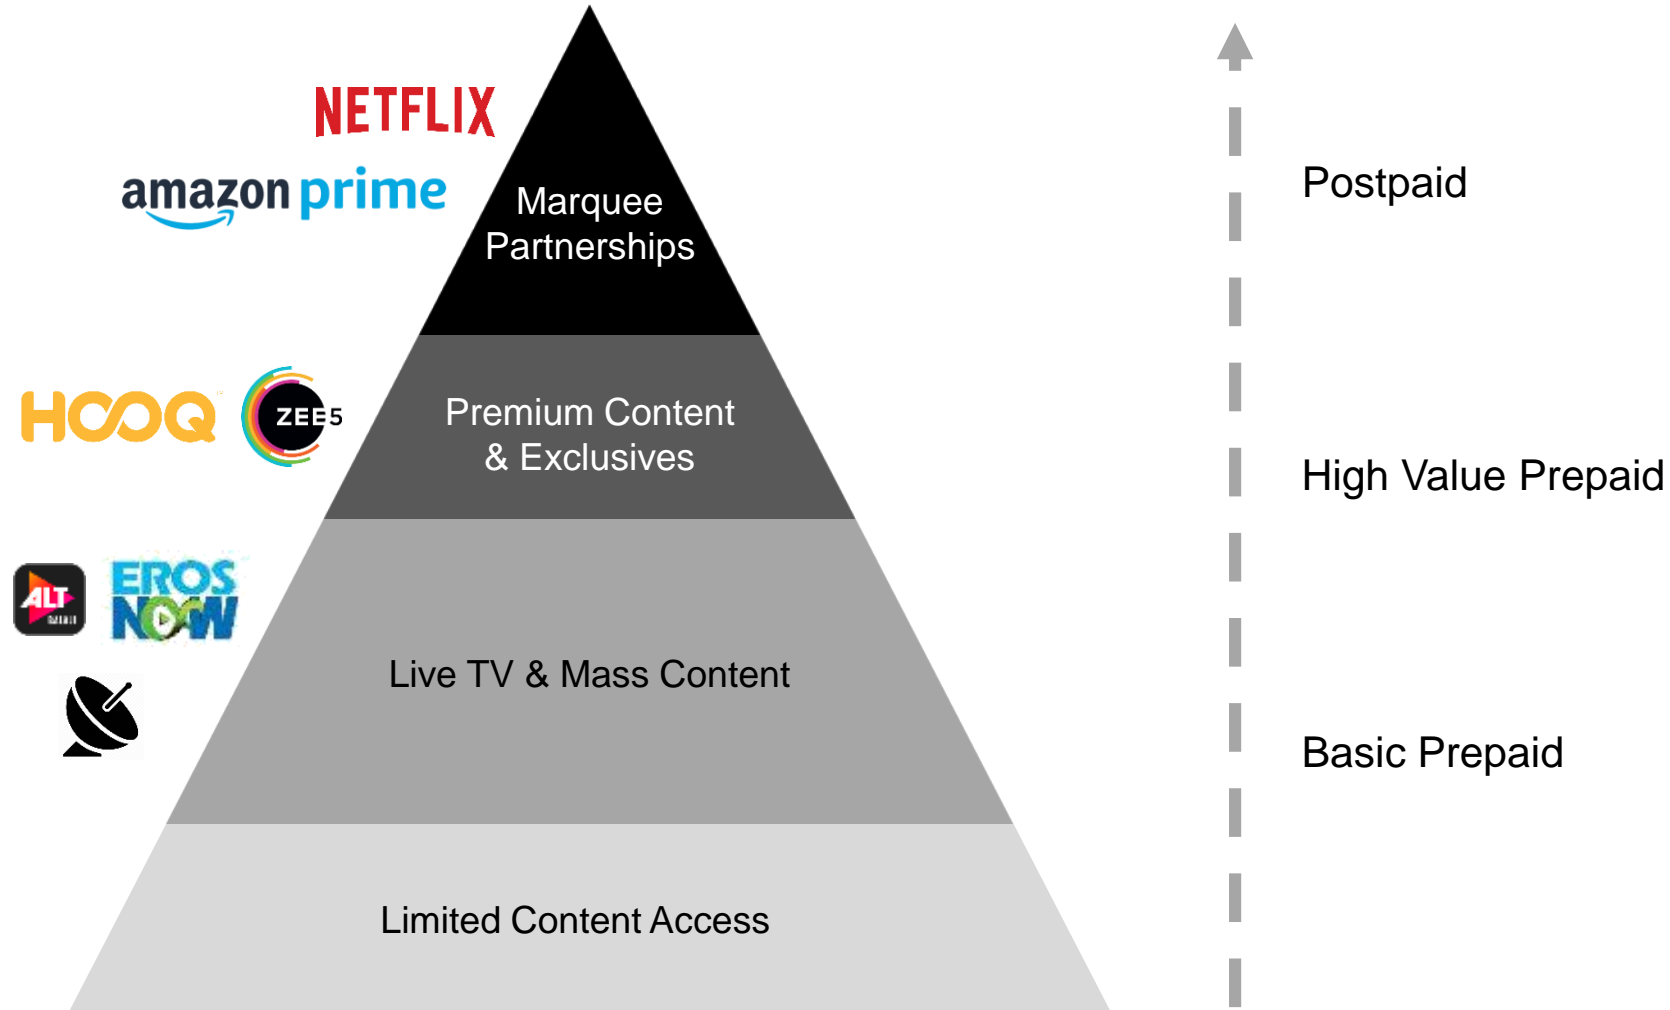 NETFLIX
amazon prime
Marquee
Partnerships
Postpaid
HOOQ
ZEE5
Premium Content
& Exclusives
High Value Prepaid
ALT
BALAJI
EROS
NOW
Live TV & Mass Content
Basic Prepaid
Limited Content Access